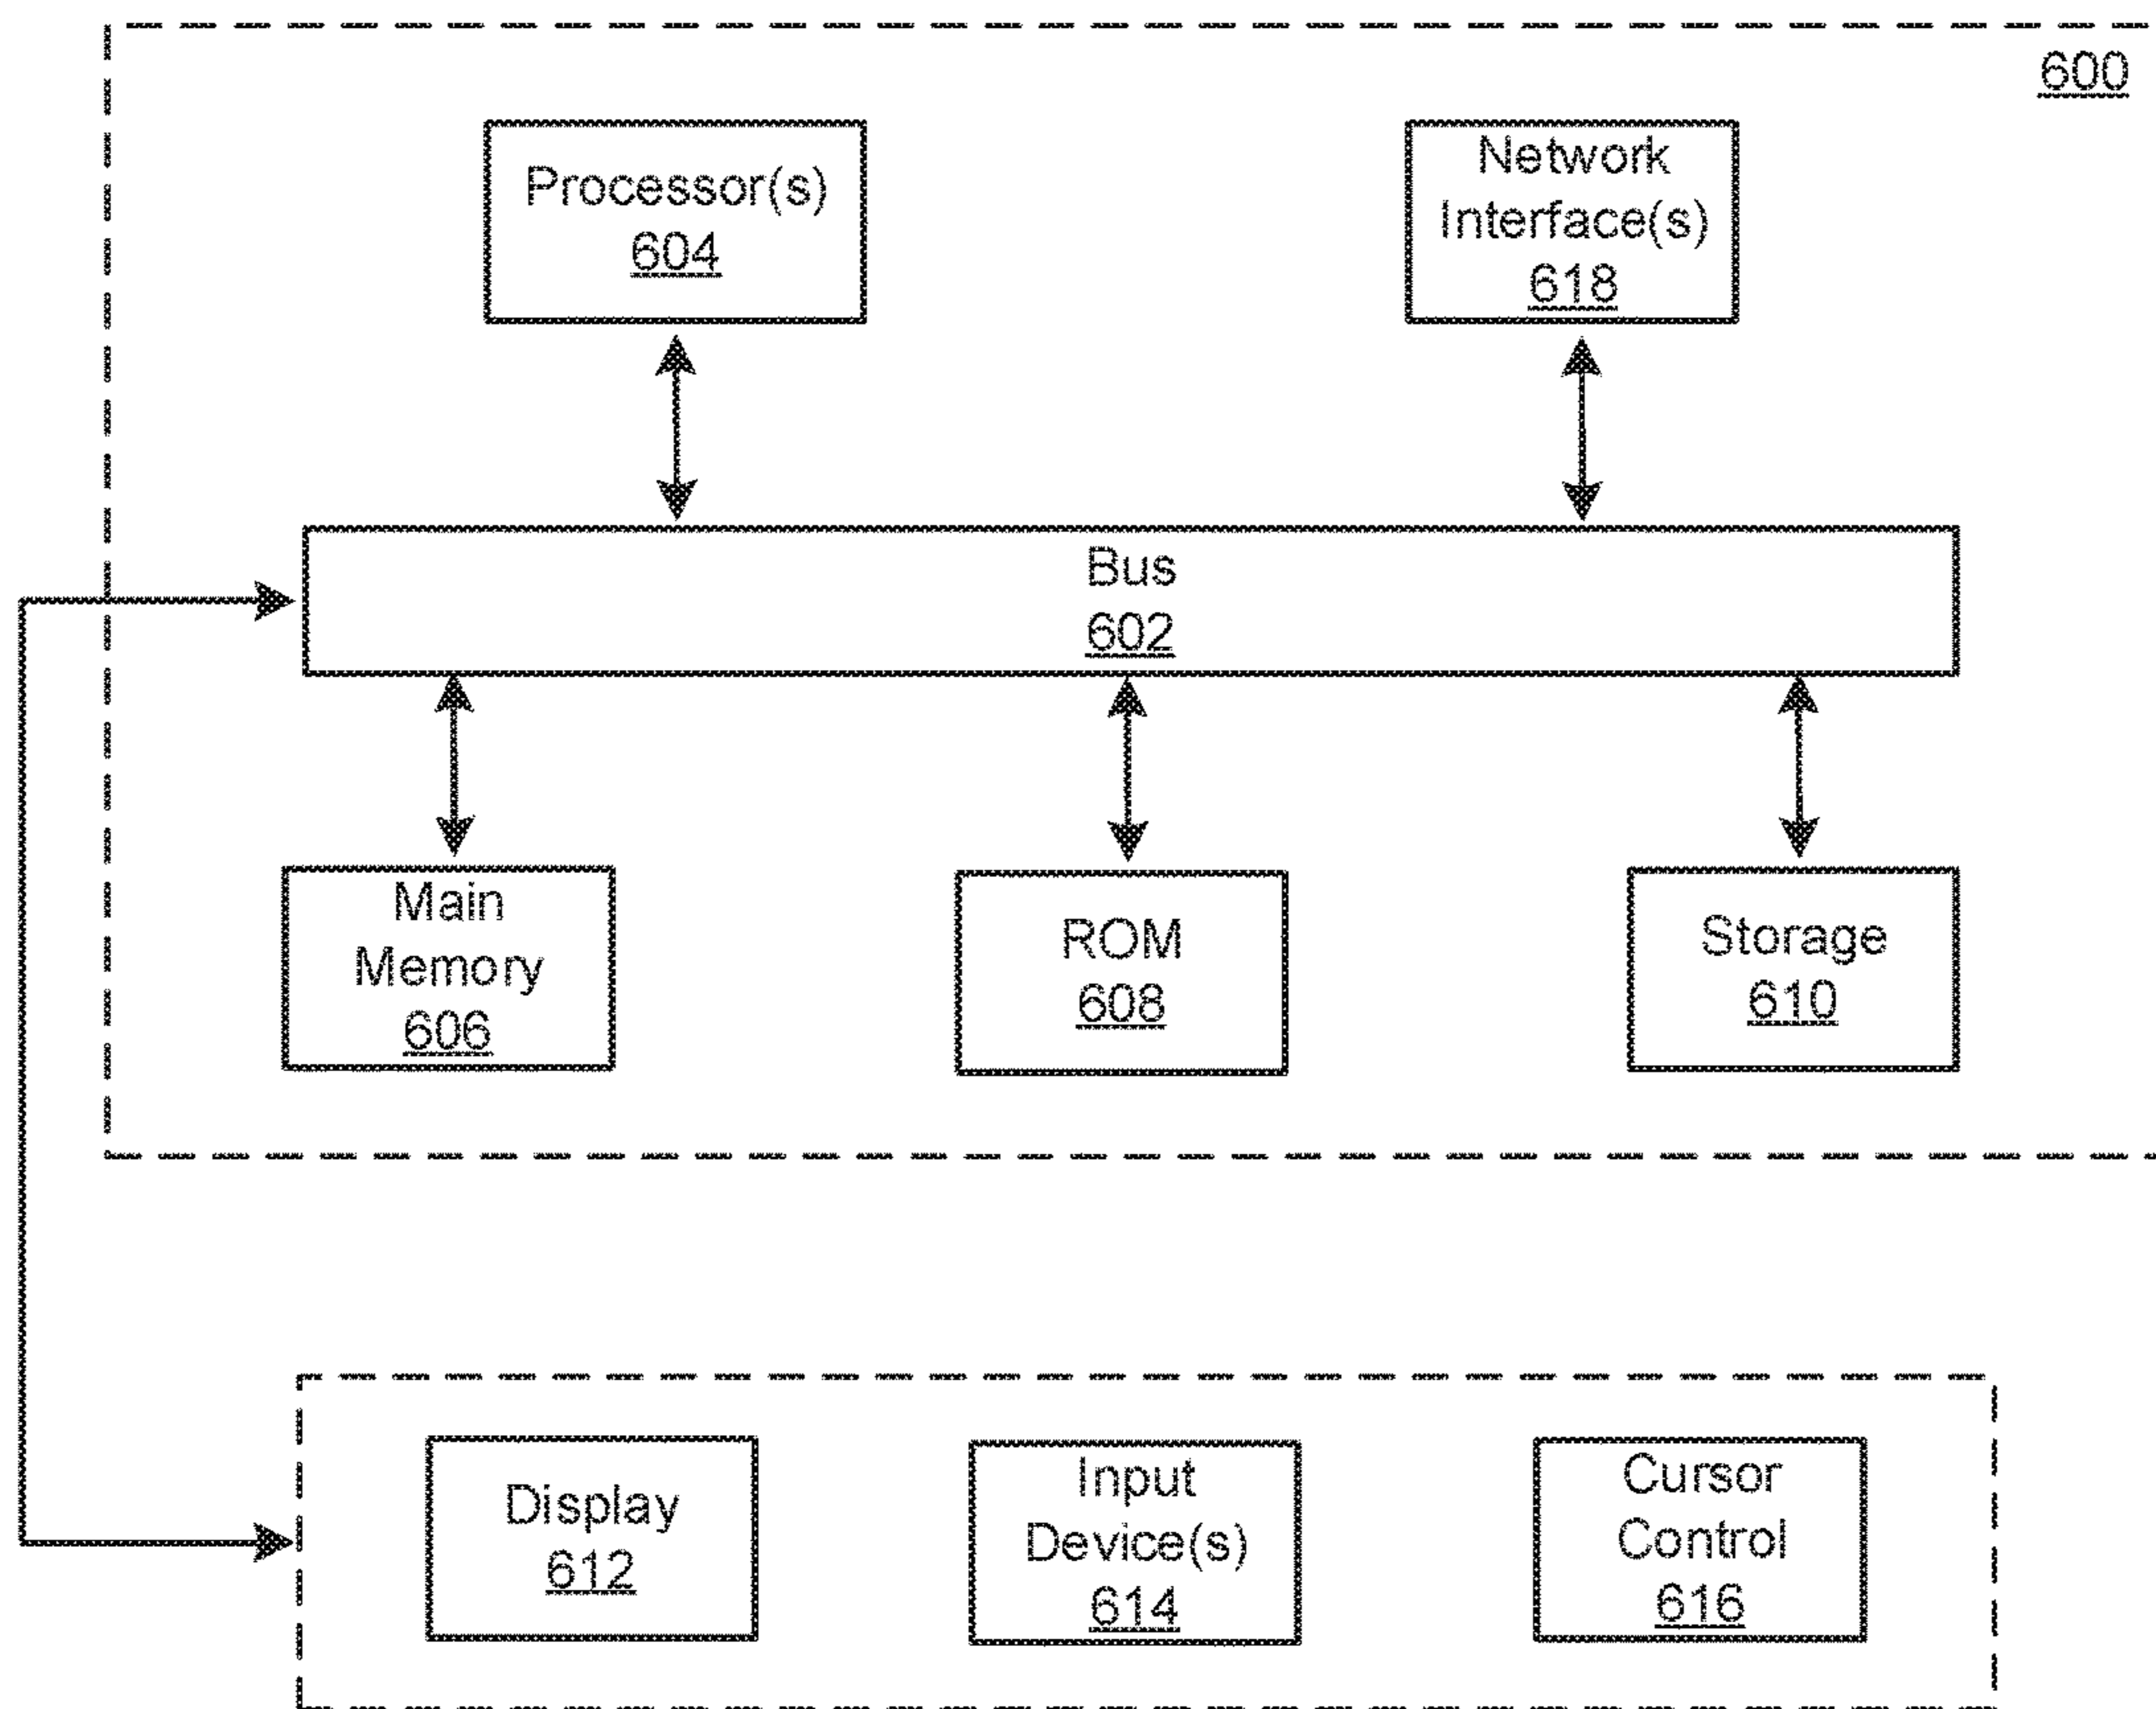 600
Processor(s)
604
Network
Interface(s)
618
Bus
602
Main
Memory
606
ROM
608
Storage
610
Display
612
Input
Device(s)
614
Cursor
Control
616